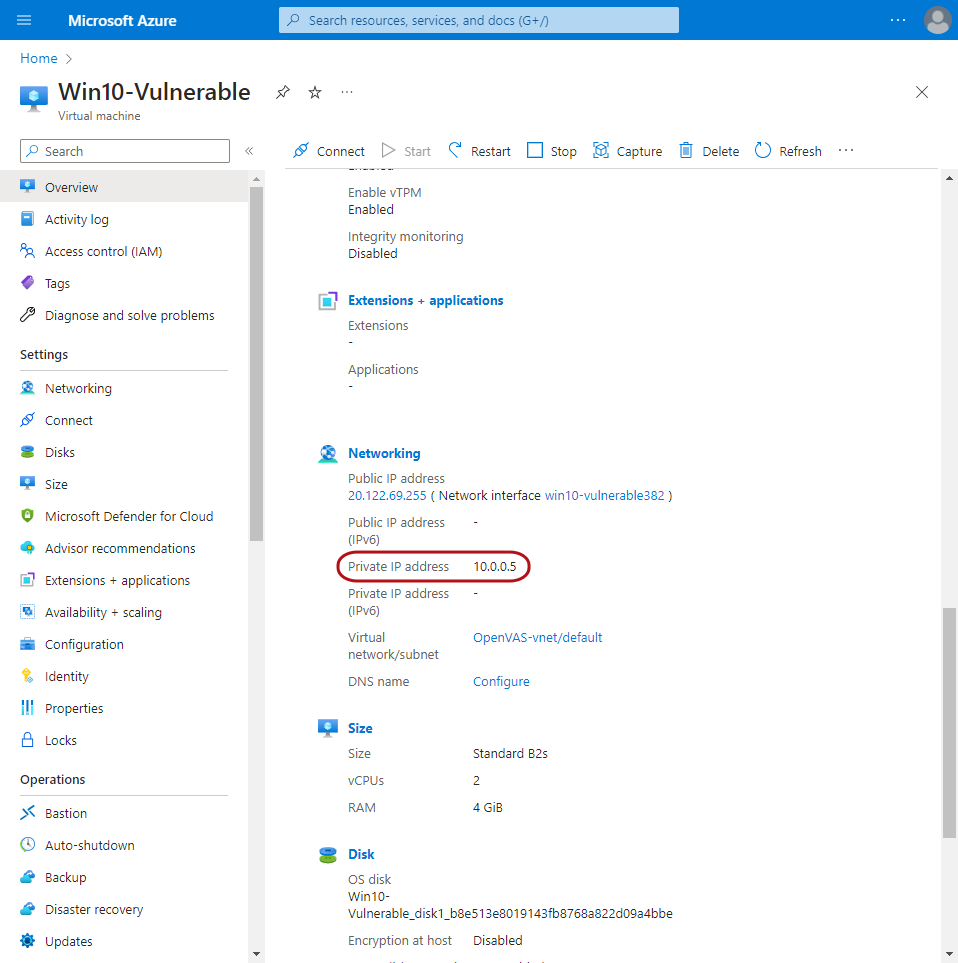 Microsoft Azure
Search resources, services, and docs (G+/)
Home
Win10-Vulnerable
Virtual machine
Search
Connect
Start
Restart
Stop
Capture
Delete
Refresh
Overview
Activity log
Access control (IAM)
Tags
Diagnose and solve problems
Settings
Networking
Connect
Disks
Size
Microsoft Defender for Cloud
Advisor recommendations
Extensions + applications
Availability + scaling
Configuration
Identity
Properties
Locks
Operations
Bastion
Auto-shutdown
Backup
Disaster recovery
Updates
Enabled
Enable vTPM
Enabled
Integrity monitoring
Disabled
Extensions + applications
Extensions
-
Applications
-
Networking
Public IP address
20.122.69.255 ( Network interface win10-vulnerable382 )
Public IP address -
(IPv6)
Private IP address 10.0.0.5
Private IP address -
(IPv6)
Virtual OpenVAS-vnet/default
network/subnet
DNS name Configure
Size
Size Standard B2s
vCPUs 2
RAM 4 GiB
Disk
OS disk
Win10-
Vulnerable_disk1_b8e513e8019143fb8768a822d09a4bbe
Encryption at host Disabled